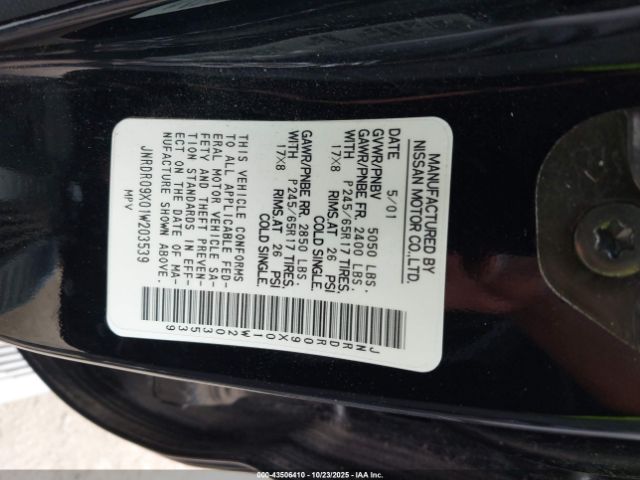 MANUFACTURED BY
NISSAN MOTOR CO.,LTD.
DATE 5/01
GVWR/PNBV 5050 LBS.
GAWR/PNBE FR. 2400 LBS.
WITH P245/65R17 TIRES,
17X8 RIMS,AT 26 PSI
COLD SINGLE.
GAWR/PNBE RR. 2850 LBS.
WITH P245/65R17 TIRES,
17X8 RIMS,AT 26 PSI
COLD SINGLE.
THIS VEHICLE CONFORMS
TO ALL APPLICABLE FED-
ERAL MOTOR VEHICLE SA-
FETY AND THEFT PREVEN-
TION STANDARDS IN EFF-
ECT ON THE DATE OF MA-
NUFACTURE SHOWN ABOVE.
JNRDR09X01W203539
MPV
JNRDR09X01W203539
000-43506410 - 10/23/2025 - IAA Inc.